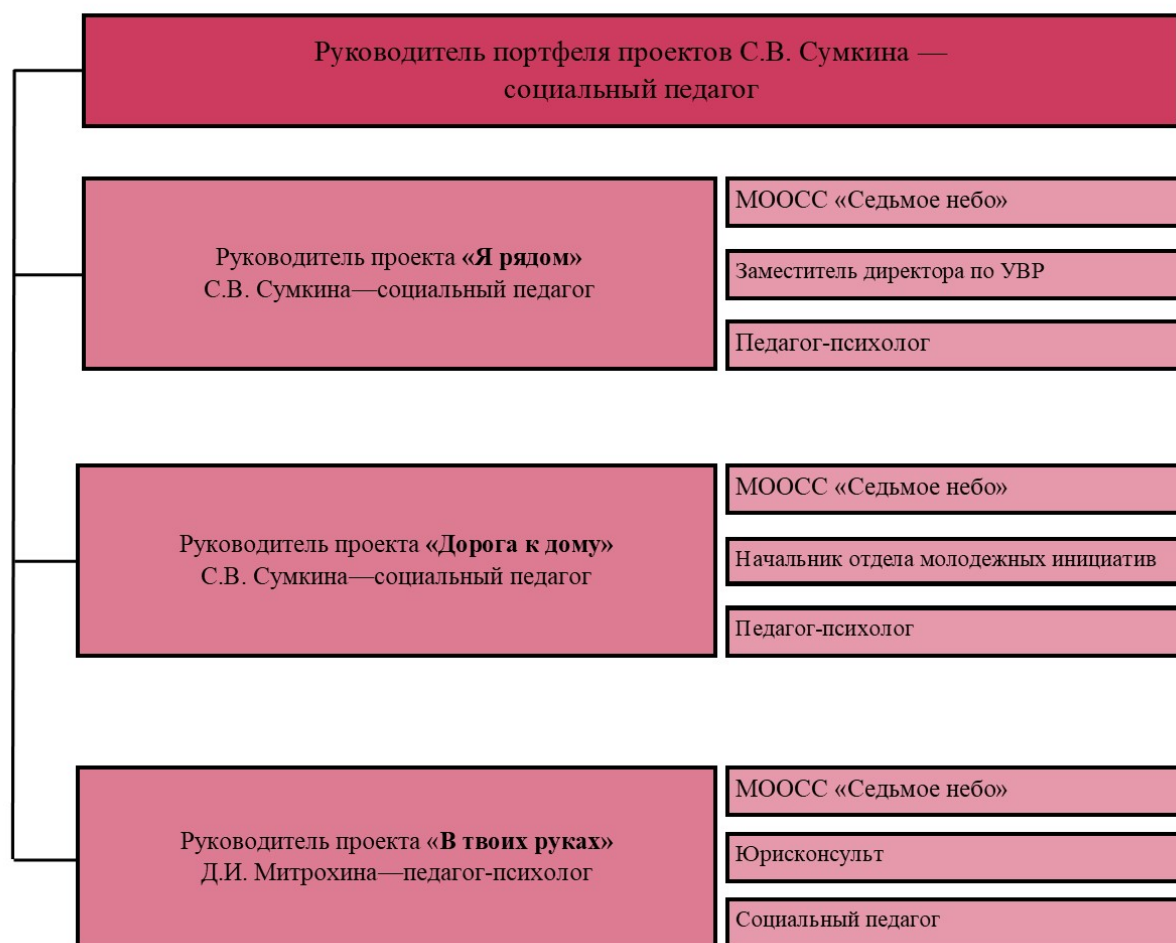 Руководитель портфеля проектов С.В. Сумкина —
социальный педагог
Руководитель проекта «Я рядом»
С.В. Сумкина—социальный педагог
МООСС «Седьмое небо»
Заместитель директора по УВР
Педагог-психолог
Руководитель проекта «Дорога к дому»
С.В. Сумкина—социальный педагог
МООСС «Седьмое небо»
Начальник отдела молодежных инициатив
Педагог-психолог
Руководитель проекта «В твоих руках»
Д.И. Митрохина—педагог-психолог
МООСС «Седьмое небо»
Юрисконсульт
Социальный педагог